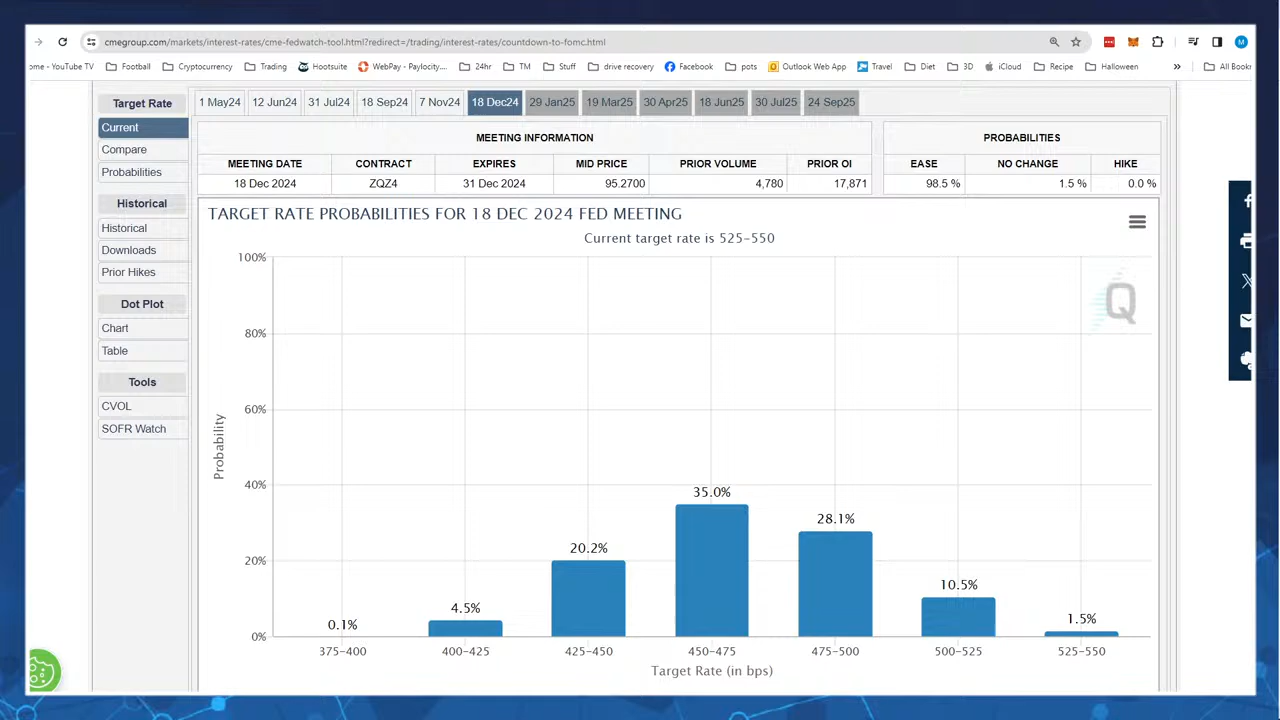 cmegroup.com/markets/interest-rates/cme-fedwatch-tool.html?redirect=/trading/interest-rates/countdown-to-fomc.html
M
ome - YouTube TV Football Cryptocurrency Trading Hootsuite WebPay - Paylocity.... 24hr TM Stuff drive recovery Facebook pots Outlook Web App Travel Diet 3D iCloud Recipe Halloween » All Bookr
Target Rate
Current
Compare
Probabilities
Historical
Historical
Downloads
Prior Hikes
Dot Plot
Chart
Table
Tools
CVOL
SOFR Watch
1 May24 12 Jun24 31 Jul24 18 Sep24 7 Nov24 18 Dec24 29 Jan25 19 Mar25 30 Apr25 18 Jun25 30 Jul25 24 Sep25
MEETING INFORMATION
MEETING DATE CONTRACT EXPIRES MID PRICE PRIOR VOLUME PRIOR OI
18 Dec 2024 ZQZ4 31 Dec 2024 95.2700 4,780 17,871
PROBABILITIES
EASE NO CHANGE HIKE
98.5 % 1.5 % 0.0 %
TARGET RATE PROBABILITIES FOR 18 DEC 2024 FED MEETING
Current target rate is 525-550
Q
Probability
100%
80%
60%
40%
20%
0%
0.1%
4.5%
20.2%
35.0%
28.1%
10.5%
1.5%
375-400 400-425 425-450 450-475 475-500 500-525 525-550
Target Rate (in bps)